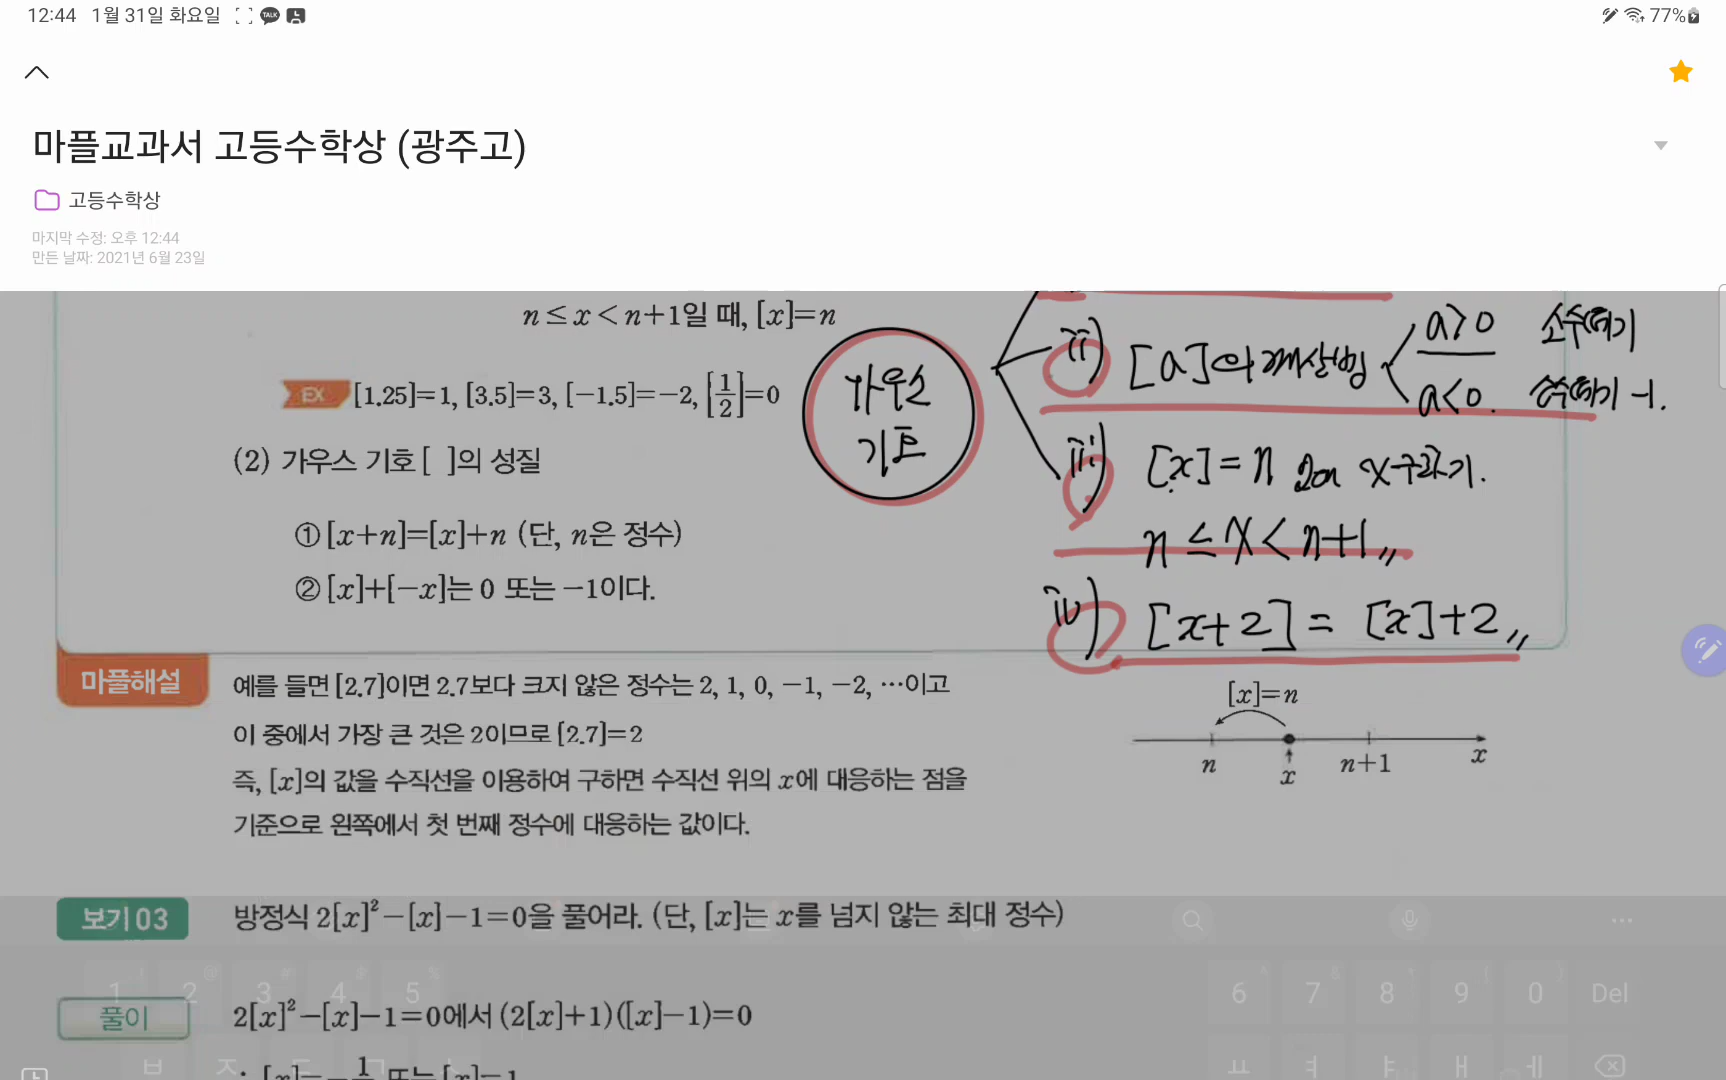 12:44 1월 31일 화요일
77%
마플교과서 고등수학상 (광주고)
고등수학상
마지막 수정: 오후 12:44
만든 날짜: 2021년 6월 23일
n≤x<n+1일 때, [x]=n
EX [1.25]=1, [3.5]=3, [−1.5]=−2, [1/2]=0
(2) 가우스 기호 [ ]의 성질
① [x+n]=[x]+n (단, n은 정수)
② [x]+[−x]는 0 또는 −1이다.
가우스
기호
ii) [a]의 계산법
a>0
a<0
-1.
iii) [x]=n x구하기.
n≤x<n+1
iv) [x+2]=[x]+2
마플해설
예를 들면 [2.7]이면 2.7보다 크지 않은 정수는 2, 1, 0, −1, −2, ⋯이고
이 중에서 가장 큰 것은 2이므로 [2.7]=2
즉, [x]의 값을 수직선을 이용하여 구하면 수직선 위의 x에 대응하는 점을
기준으로 왼쪽에서 첫 번째 정수에 대응하는 값이다.
[x]=n
n x n+1 x
보기 03 방정식 2[x]²−[x]−1=0을 풀어라. (단, [x]는 x를 넘지 않는 최대 정수)
1 2 3 4 5 6 7 8 9 0 Del
풀이 2[x]²−[x]−1=0에서 (2[x]+1)([x]−1)=0
ㅂ ㅈ ㄷ ㄱ ㅅ ㅛ ㅕ ㅑ ㅐ ㅔ